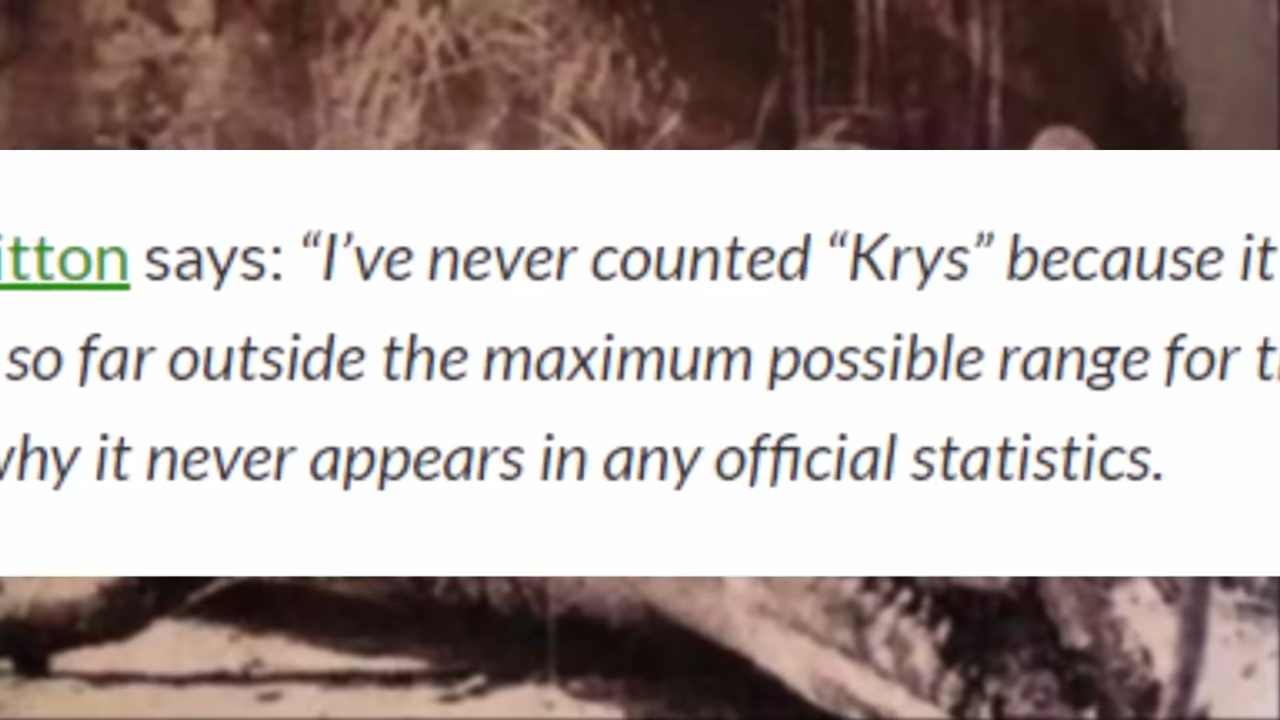 itton says: “I’ve never counted “Krys” because it
so far outside the maximum possible range for
why it never appears in any official statistics.